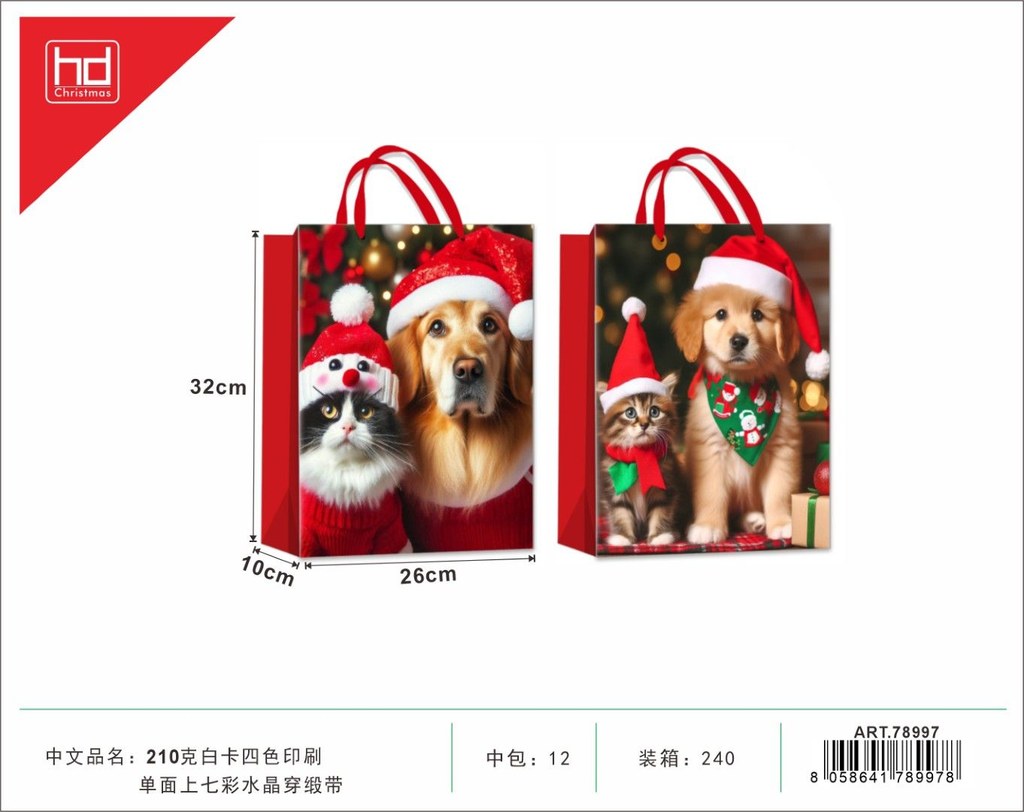 hd
Christmas
32cm
10cm
26cm
中文品名：210克白卡四色印刷
单面上七彩水晶穿缎带
中包：12
装箱：240
ART.78997
8 058641 789978